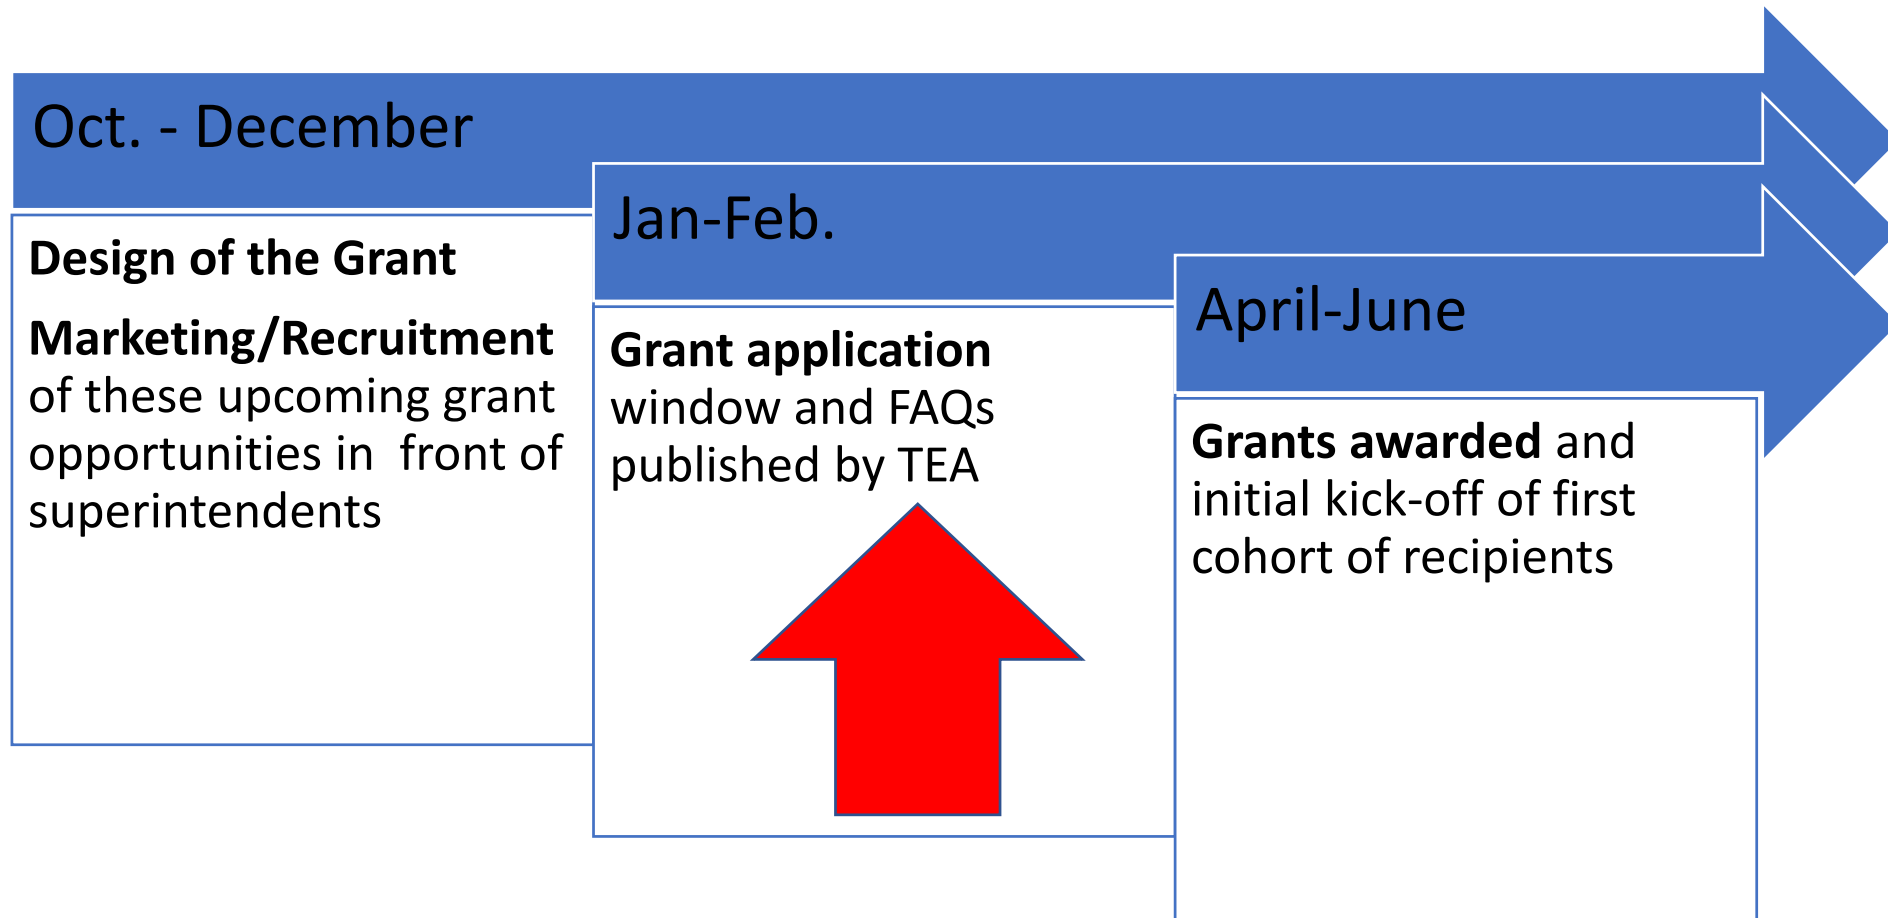 Oct. - December
Design of the Grant
Marketing/Recruitment
of these upcoming grant
opportunities in  front of
superintendents
Jan-Feb.
Grant application
window and FAQs
published by TEA
April-June
Grants awarded and
initial kick-off of first
cohort of recipients